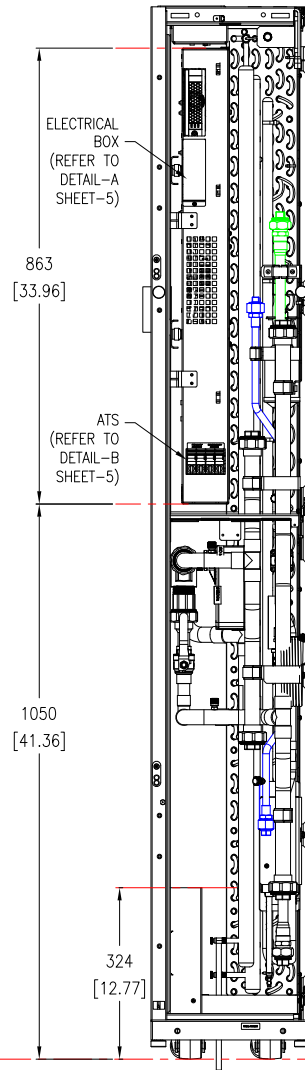 ELECTRICAL
BOX
(REFER TO
DETAIL-A
SHEET-5)
863
[33.96]
ATS
(REFER TO
DETAIL-B
SHEET-5)
1050
[41.36]
324
[12.77]